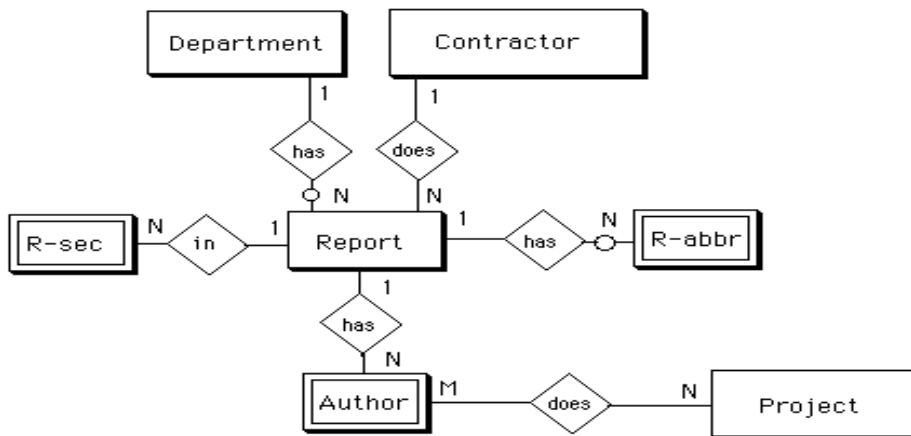 Department
Contractor
1
1
has
does
N
N
R-sec
N
in
1
Report
1
has
N
R-abbr
1
has
N
Author
M
does
N
Project